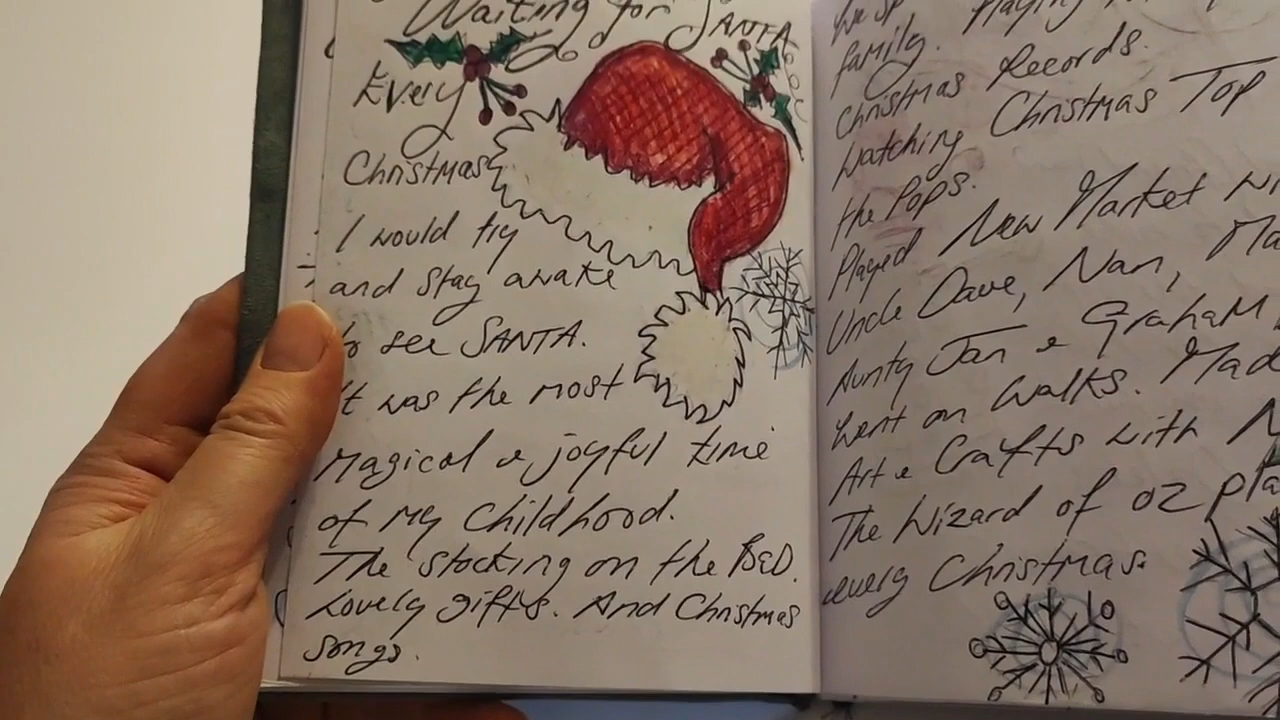 Waiting for SANTA
Every
Christmas
I would try
and stay awake
to see SANTA.
It was the most
Magical & joyful time
of My Childhood.
The stocking on the BED.
Lovely gifts. And Christmas
songs.
family. Playing
Christmas Records.
Watching Christmas Top
the Pops.
Played New Market
Uncle Dave, Nan,
Aunty Jan & Graham,
Went on Walks.
Art & Crafts with
The Wizard of oz
every Christmas.